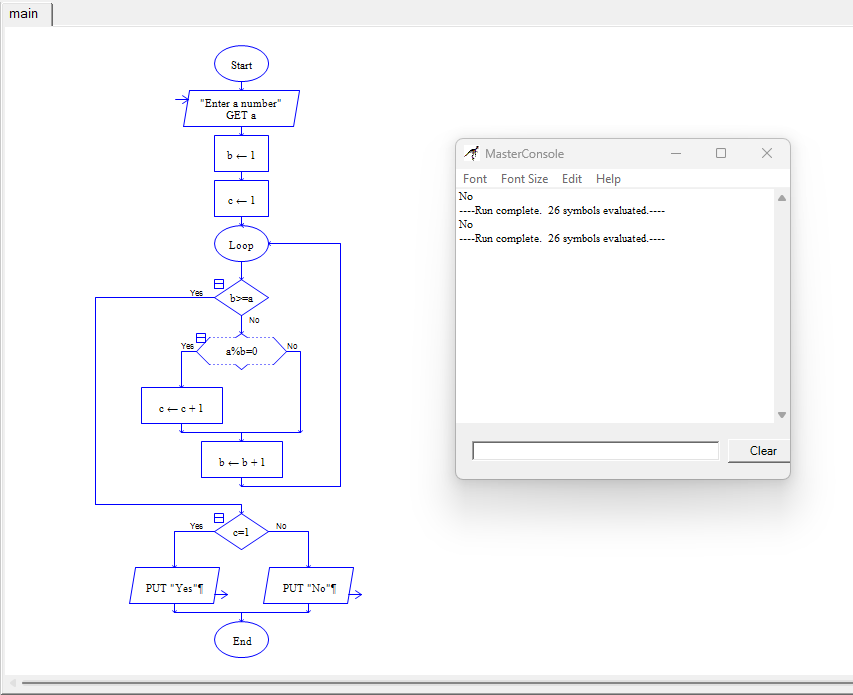 main
Start
"Enter a number"
GET a
b ← 1
c ← 1
Loop
Yes
b>=a
No
Yes
a%b=0
No
c ← c + 1
b ← b + 1
Yes
c=1
No
PUT "Yes"¶
PUT "No"¶
End
MasterConsole
Font Font Size Edit Help
No
----Run complete.  26 symbols evaluated.----
No
----Run complete.  26 symbols evaluated.----
Clear